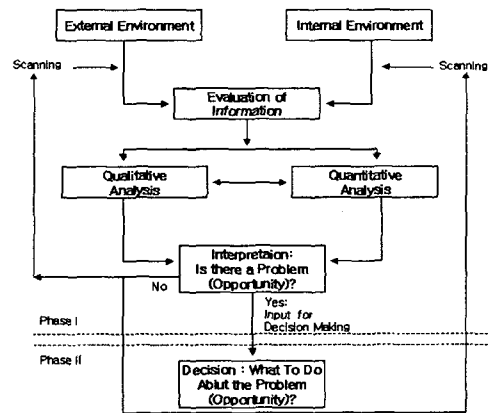 External Environment
Internal Environment
Scanning
Scanning
Evaluation of
Information
Qualitative
Analysis
Quantitative
Analysis
Interpretaion:
Is there a Problem
(Opportunity)?
No
Yes:
Input for
Decision Making
Phase I
Phase II
Decision : What To Do
Ablut the Problem
(Opportunity)?